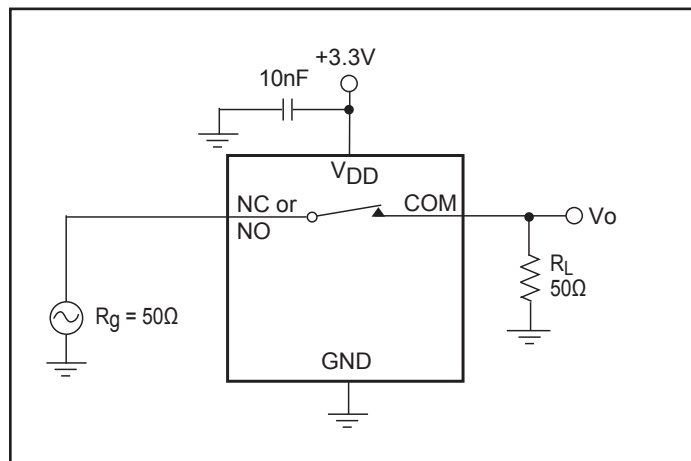 +3.3V
10nF
VDD
NC or
NO
COM
Vo
RL
50Ω
Rg = 50Ω
GND